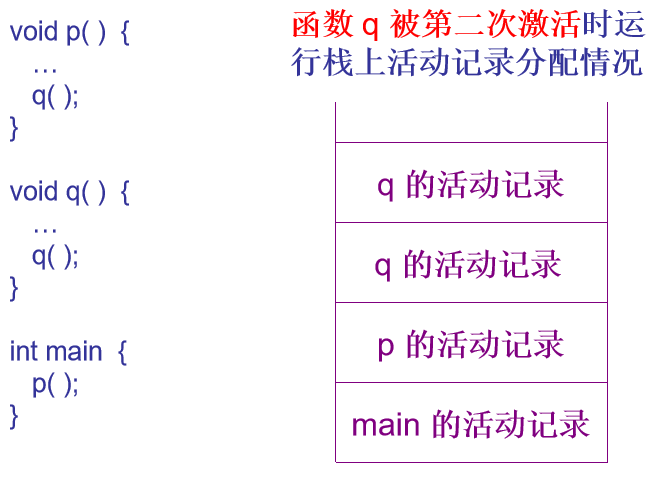 void p( )  {
…
q( );
}
void q( )  {
…
q( );
}
int main  {
p( );
}
函数 q 被第二次激活时运
行栈上活动记录分配情况
q 的活动记录
q 的活动记录
p 的活动记录
main 的活动记录